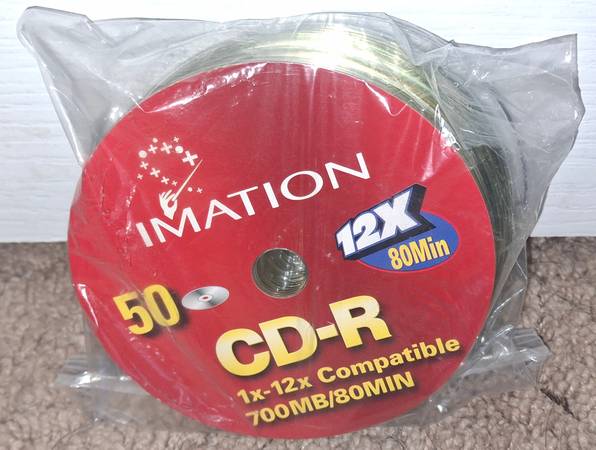 IMATION
12X
80Min
50
CD-R
1x-12x Compatible
700MB/80MIN